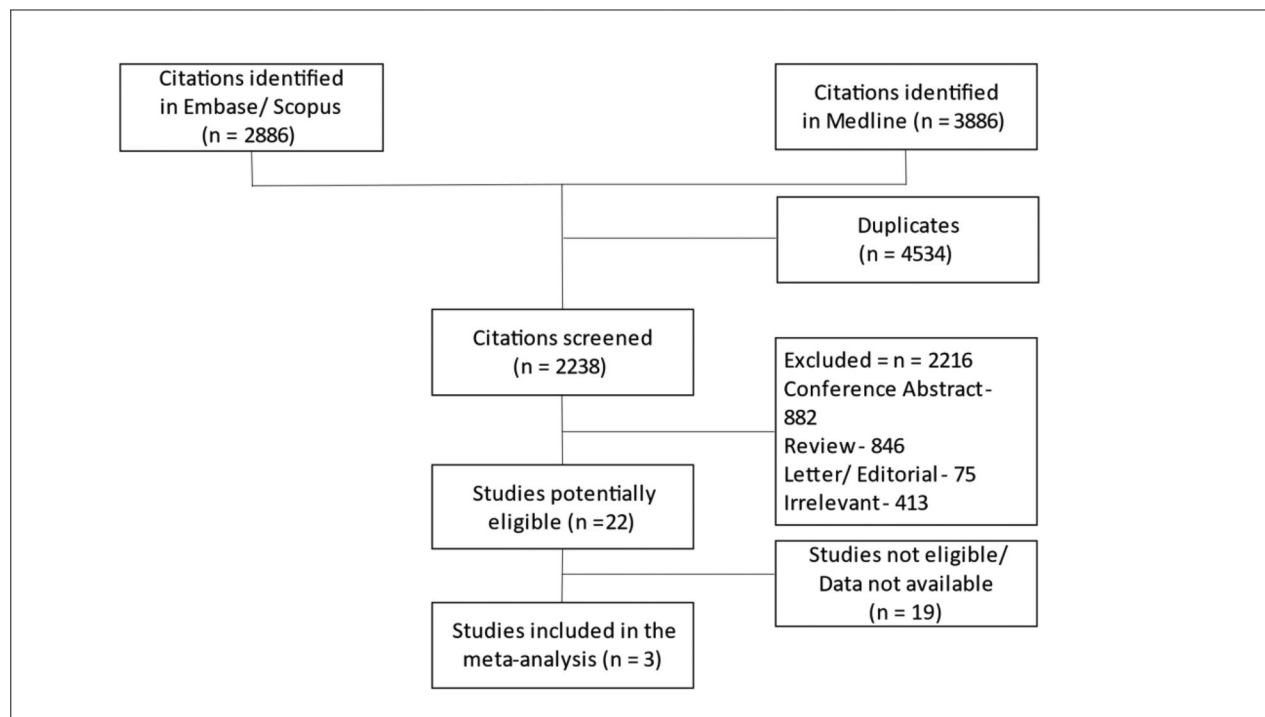 Citations identified
in Embase/ Scopus
(n = 2886)
Citations identified
in Medline (n = 3886)
Duplicates
(n = 4534)
Citations screened
(n = 2238)
Excluded = n = 2216
Conference Abstract-
882
Review- 846
Letter/ Editorial- 75
Irrelevant- 413
Studies potentially
eligible (n =22)
Studies not eligible/
Data not available
(n = 19)
Studies included in the
meta-analysis (n = 3)